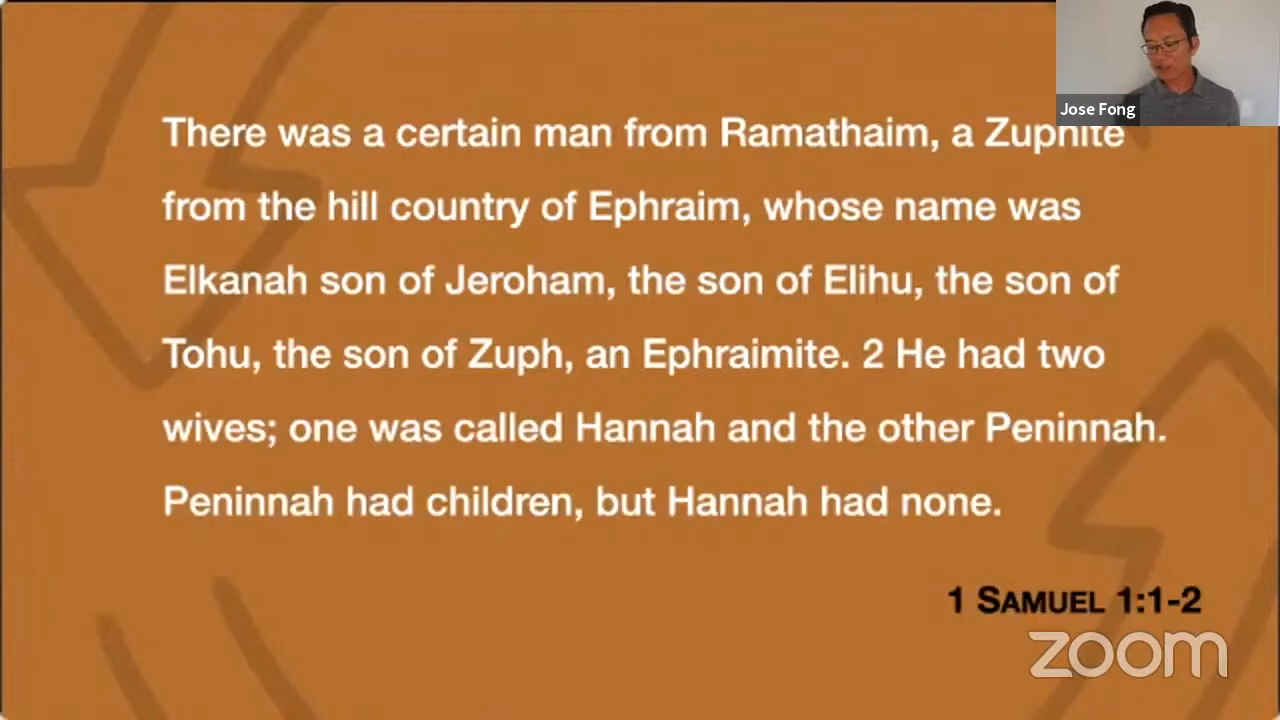 Jose Fong
There was a certain man from Ramathaim, a Zuphite
from the hill country of Ephraim, whose name was
Elkanah son of Jeroham, the son of Elihu, the son of
Tohu, the son of Zuph, an Ephraimite. 2 He had two
wives; one was called Hannah and the other Peninnah.
Peninnah had children, but Hannah had none.
1 SAMUEL 1:1-2
zoom